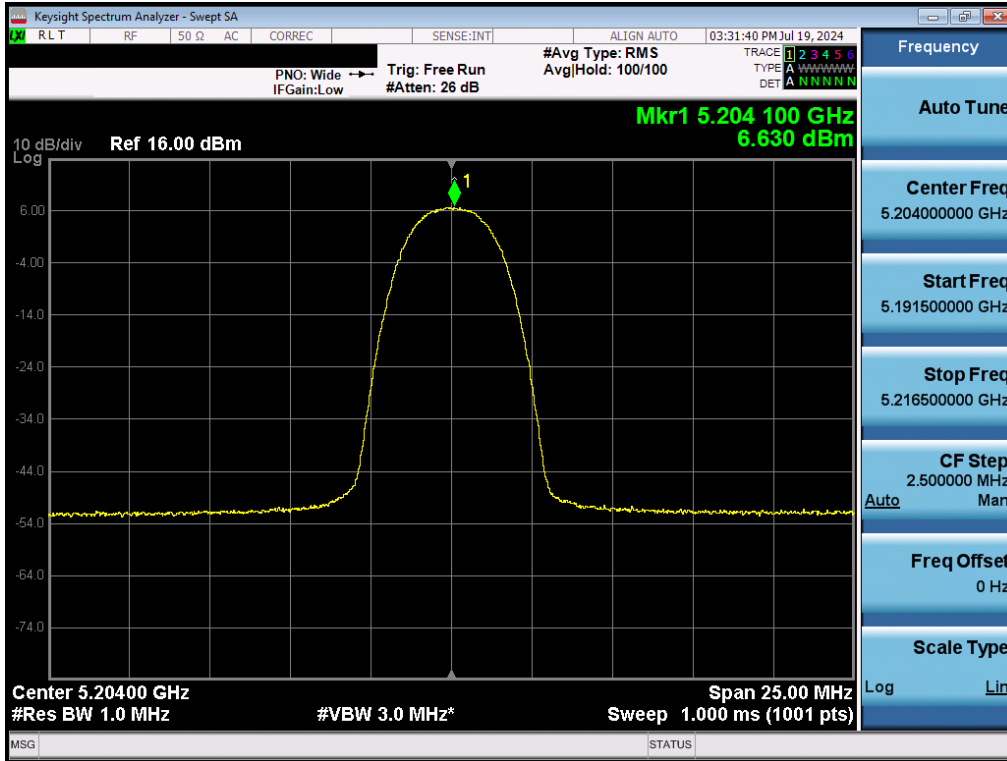 Keysight Spectrum Analyzer - Swept SA
LXI RLT RF 50 Ω AC CORREC SENSE:INT ALIGN AUTO 03:31:40 PM Jul 19, 2024
PNO: Wide
IFGain:Low
Trig: Free Run
#Atten: 26 dB
#Avg Type: RMS
Avg|Hold: 100/100
TRACE 1 2 3 4 5 6
TYPE A WWWWW
DET A N N N N N
Mkr1 5.204 100 GHz
6.630 dBm
10 dB/div Ref 16.00 dBm
Log
1
6.00
-4.00
-14.0
-24.0
-34.0
-44.0
-54.0
-64.0
-74.0
Center 5.20400 GHz Span 25.00 MHz
#Res BW 1.0 MHz #VBW 3.0 MHz* Sweep 1.000 ms (1001 pts)
MSG STATUS
Frequency
Auto Tune
Center Freq
5.204000000 GHz
Start Freq
5.191500000 GHz
Stop Freq
5.216500000 GHz
CF Step
2.500000 MHz
Auto Man
Freq Offset
0 Hz
Scale Type
Log Lin